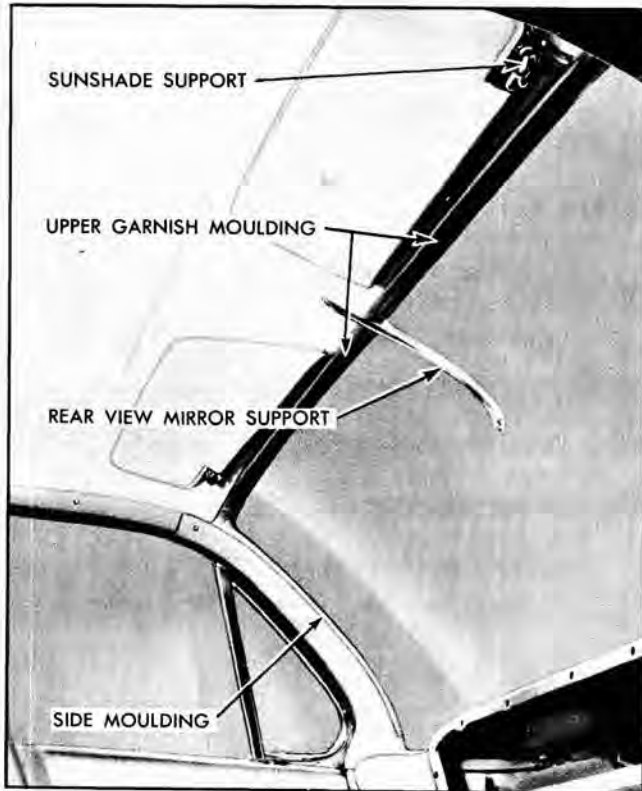 SUNSHADE SUPPORT
UPPER GARNISH MOULDING
REAR VIEW MIRROR SUPPORT
SIDE MOULDING